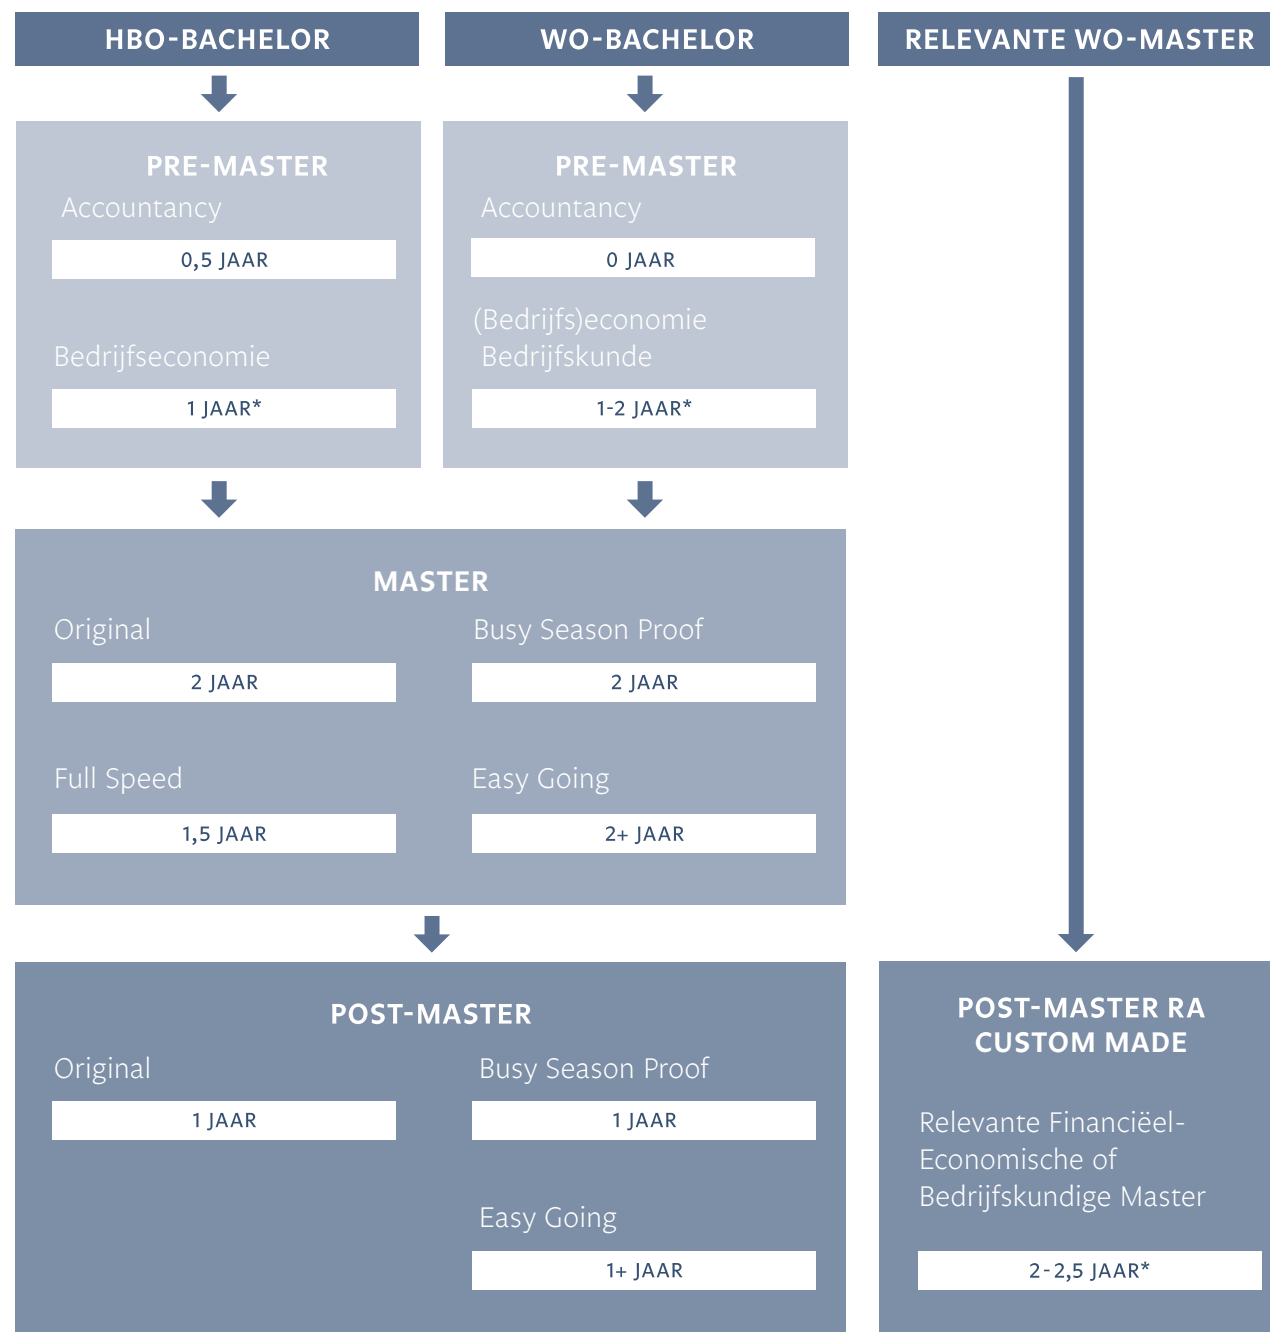 HBO-BACHELOR
WO-BACHELOR
RELEVANTE WO-MASTER
PRE-MASTER
Accountancy
0,5 JAAR
Bedrijfseconomie
1 JAAR*
PRE-MASTER
Accountancy
0 JAAR
(Bedrijfs)economie
Bedrijfskunde
1-2 JAAR*
MASTER
Original
2 JAAR
Busy Season Proof
2 JAAR
Full Speed
1,5 JAAR
Easy Going
2+ JAAR
POST-MASTER
Original
1 JAAR
Busy Season Proof
1 JAAR
Easy Going
1+ JAAR
POST-MASTER RA
CUSTOM MADE
Relevante Financiëel-
Economische of
Bedrijfskundige Master
2-2,5 JAAR*